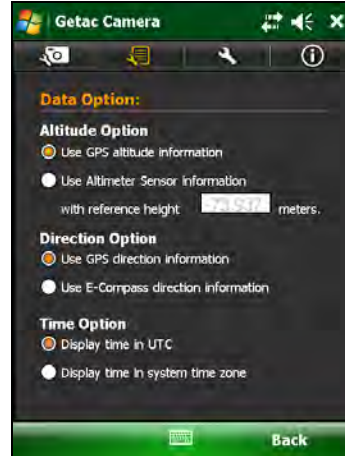 Getac Camera
Data Option:
Altitude Option
Use GPS altitude information
Use Altimeter Sensor information
with reference height -73.937 meters.
Direction Option
Use GPS direction information
Use E-Compass direction information
Time Option
Display time in UTC
Display time in system time zone
Back